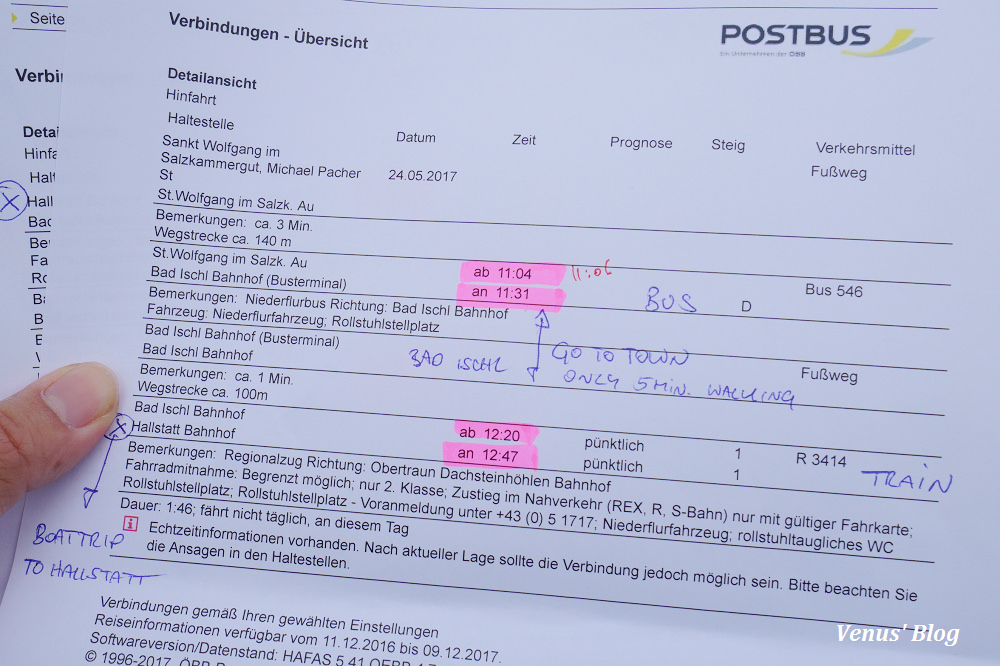 Seite
Verbindungen - Übersicht
POSTBUS
Ein Unternehmen der ÖBB
Detailansicht
Hinfahrt
Haltestelle Datum Zeit Prognose Steig Verkehrsmittel
Sankt Wolfgang im
Salzkammergut, Michael Pacher
St 24.05.2017 Fußweg
St.Wolfgang im Salzk. Au
Bemerkungen: ca. 3 Min.
Wegstrecke ca. 140 m
St.Wolfgang im Salzk. Au ab 11:04 11:06
Bad Ischl Bahnhof (Busterminal) an 11:31 BUS D Bus 546
Bemerkungen: Niederflurbus Richtung: Bad Ischl Bahnhof
Fahrzeug: Niederflurfahrzeug; Rollstuhlstellplatz
Bad Ischl Bahnhof (Busterminal)
Bad Ischl Bahnhof Fußweg
BAD ISCHL GO TO TOWN
ONLY 5 MIN. WALKING
Bemerkungen: ca. 1 Min.
Wegstrecke ca. 100m
Bad Ischl Bahnhof ab 12:20 pünktlich 1 R 3414
Hallstatt Bahnhof an 12:47 pünktlich 1 TRAIN
Bemerkungen: Regionalzug Richtung: Obertraun Dachsteinhöhlen Bahnhof
Fahrradmitnahme: Begrenzt möglich; nur 2. Klasse; Zustieg im Nahverkehr (REX, R, S-Bahn) nur mit gültiger Fahrkarte;
Rollstuhlstellplatz; Rollstuhlstellplatz - Voranmeldung unter +43 (0) 5 1717; Niederflurfahrzeug; rollstuhltaugliches WC
Dauer: 1:46; fährt nicht täglich, an diesem Tag
i Echtzeitinformationen vorhanden. Nach aktueller Lage sollte die Verbindung jedoch möglich sein. Bitte beachten Sie
die Ansagen in den Haltestellen.
BOATTRIP
TO HALLSTATT
Verbindungen gemäß Ihren gewählten Einstellungen
Reiseinformationen verfügbar vom 11.12.2016 bis 09.12.2017.
Softwareversion/Datenstand: HAFAS 5.41
© 1996-2017
Venus' Blog